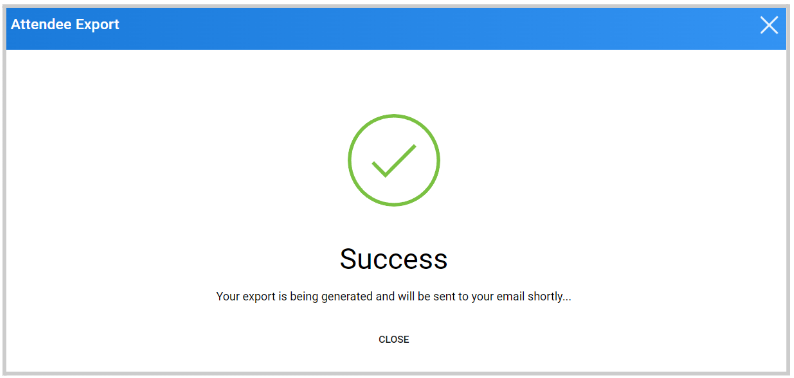 Attendee Export
Success
Your export is being generated and will be sent to your email shortly...
CLOSE